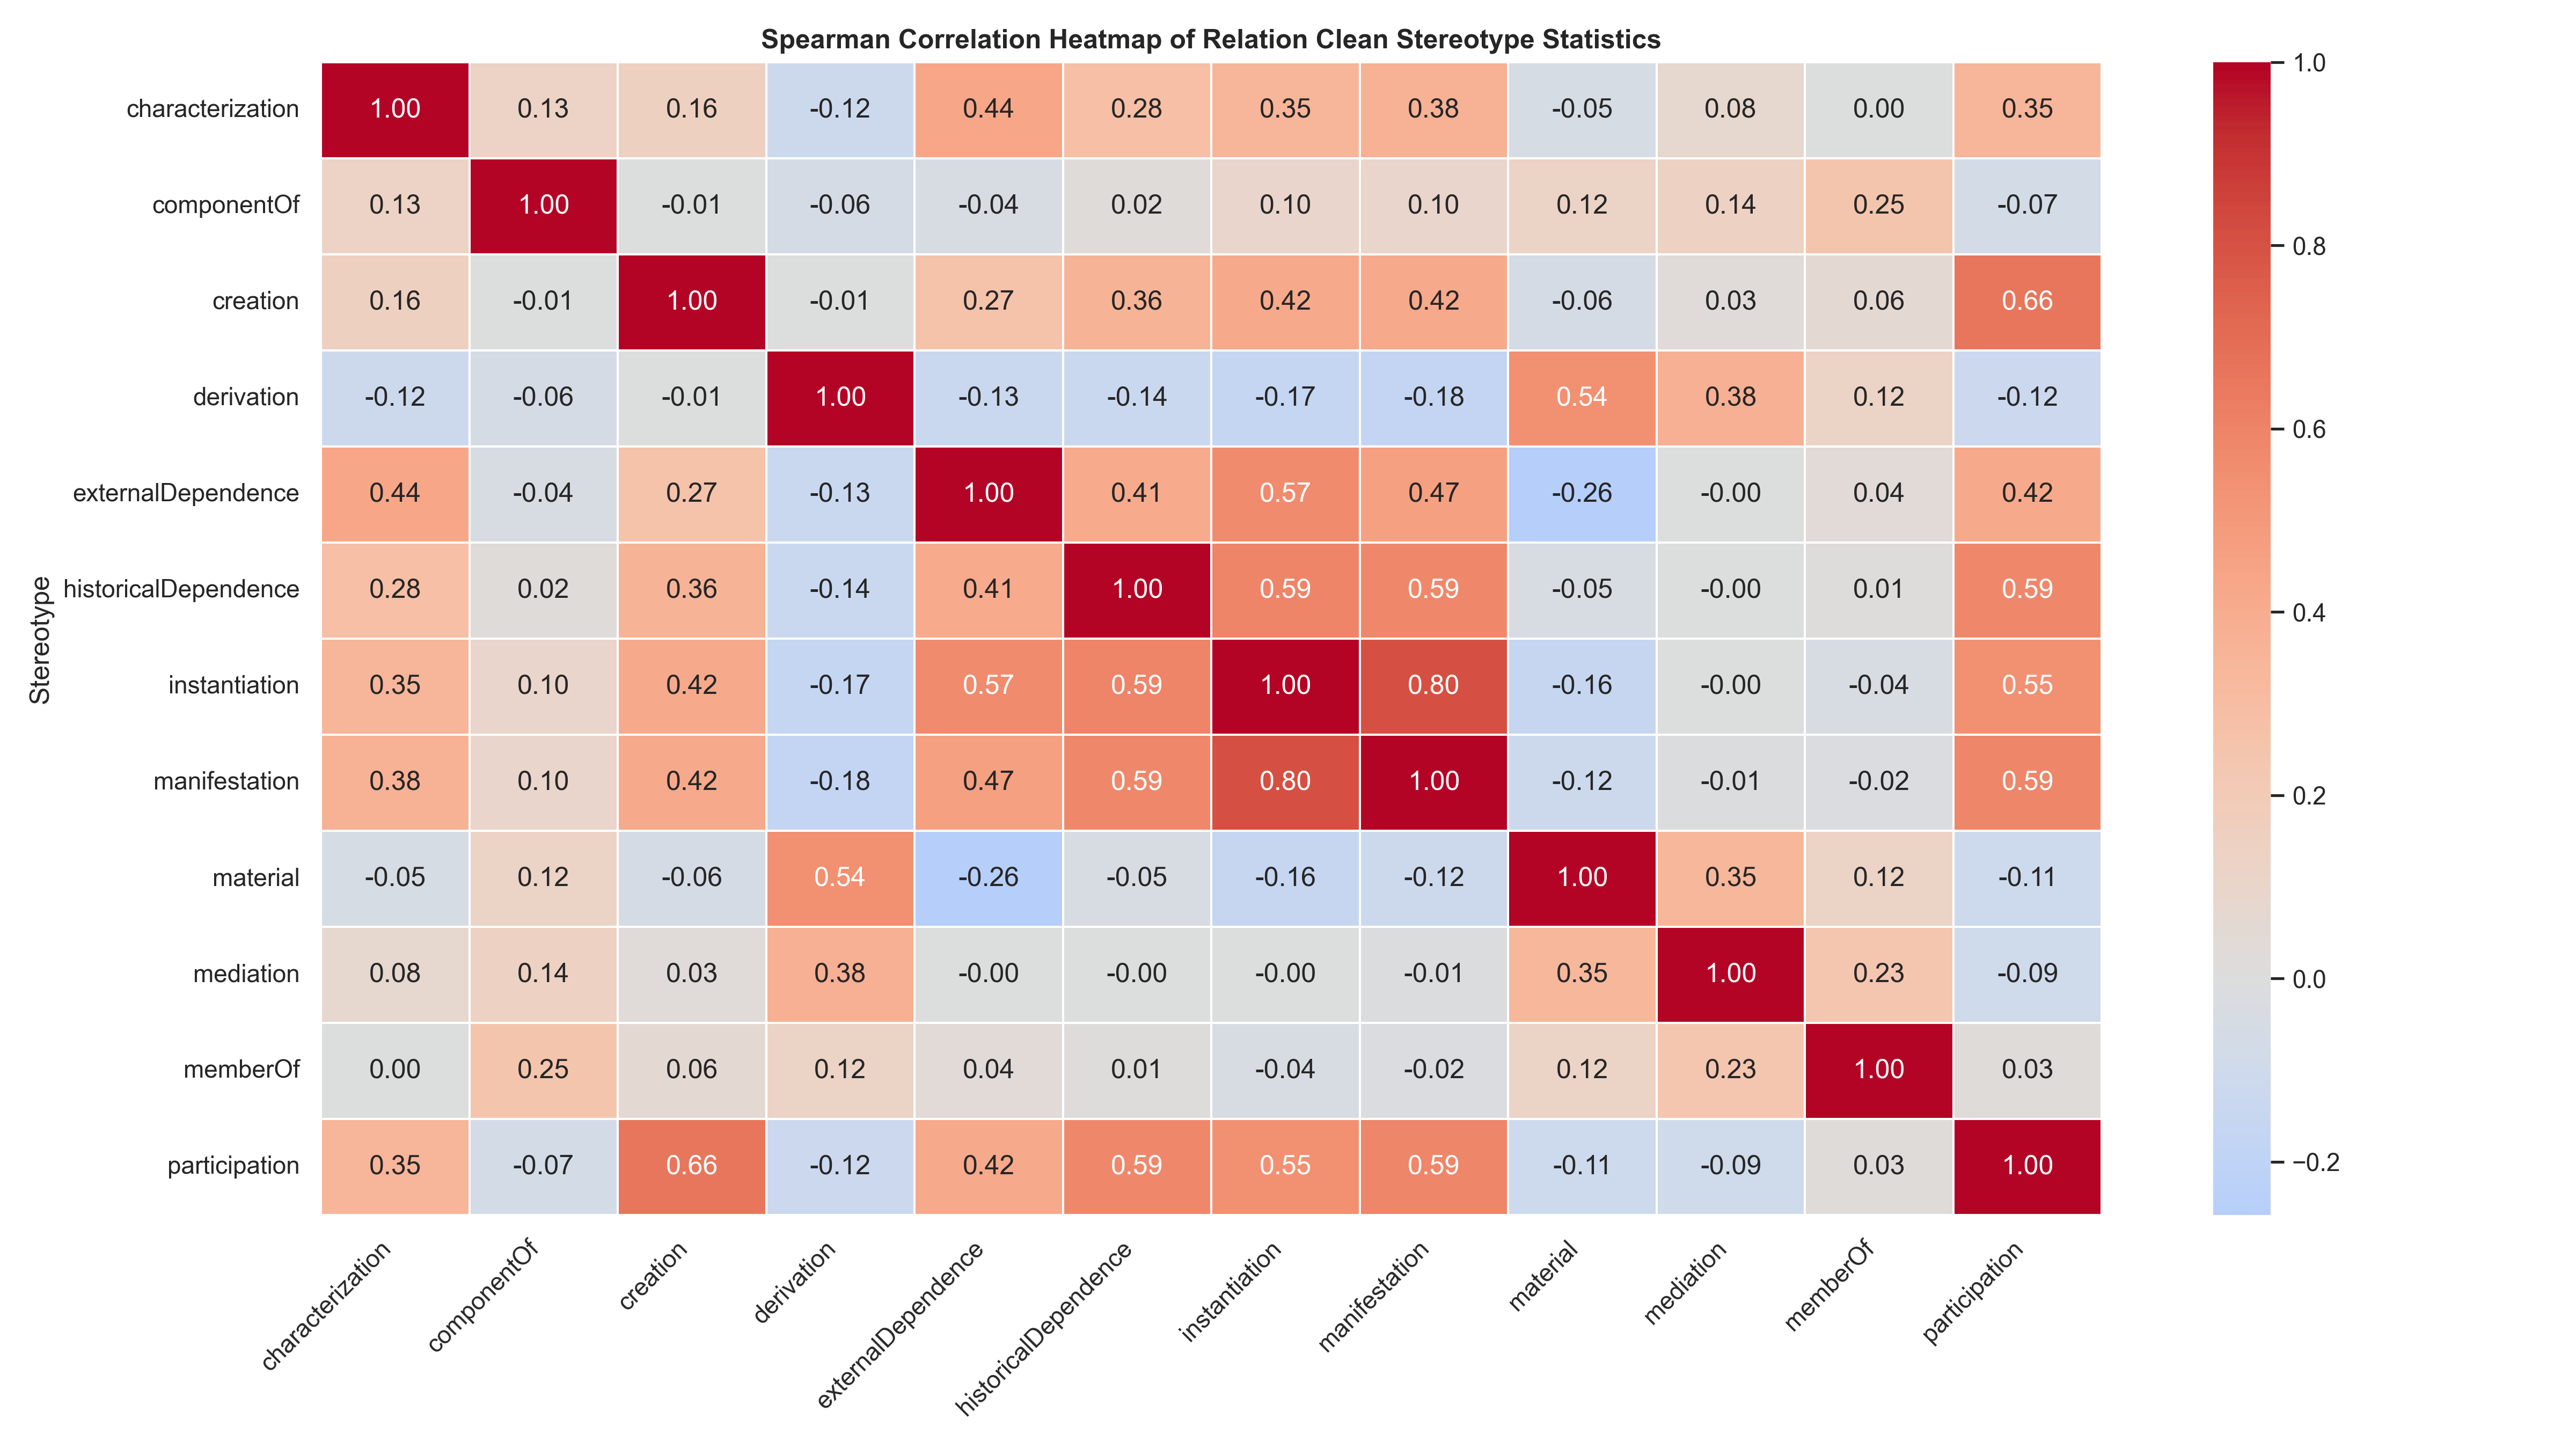 Spearman Correlation Heatmap of Relation Clean Stereotype Statistics
Stereotype
characterization 1.00 0.13 0.16 -0.12 0.44 0.28 0.35 0.38 -0.05 0.08 0.00 0.35
componentOf 0.13 1.00 -0.01 -0.06 -0.04 0.02 0.10 0.10 0.12 0.14 0.25 -0.07
creation 0.16 -0.01 1.00 -0.01 0.27 0.36 0.42 0.42 -0.06 0.03 0.06 0.66
derivation -0.12 -0.06 -0.01 1.00 -0.13 -0.14 -0.17 -0.18 0.54 0.38 0.12 -0.12
externalDependence 0.44 -0.04 0.27 -0.13 1.00 0.41 0.57 0.47 -0.26 -0.00 0.04 0.42
historicalDependence 0.28 0.02 0.36 -0.14 0.41 1.00 0.59 0.59 -0.05 -0.00 0.01 0.59
instantiation 0.35 0.10 0.42 -0.17 0.57 0.59 1.00 0.80 -0.16 -0.00 -0.04 0.55
manifestation 0.38 0.10 0.42 -0.18 0.47 0.59 0.80 1.00 -0.12 -0.01 -0.02 0.59
material -0.05 0.12 -0.06 0.54 -0.26 -0.05 -0.16 -0.12 1.00 0.35 0.12 -0.11
mediation 0.08 0.14 0.03 0.38 -0.00 -0.00 -0.00 -0.01 0.35 1.00 0.23 -0.09
memberOf 0.00 0.25 0.06 0.12 0.04 0.01 -0.04 -0.02 0.12 0.23 1.00 0.03
participation 0.35 -0.07 0.66 -0.12 0.42 0.59 0.55 0.59 -0.11 -0.09 0.03 1.00
characterization componentOf creation derivation externalDependence historicalDependence instantiation manifestation material mediation memberOf participation
1.0
0.8
0.6
0.4
0.2
0.0
−0.2